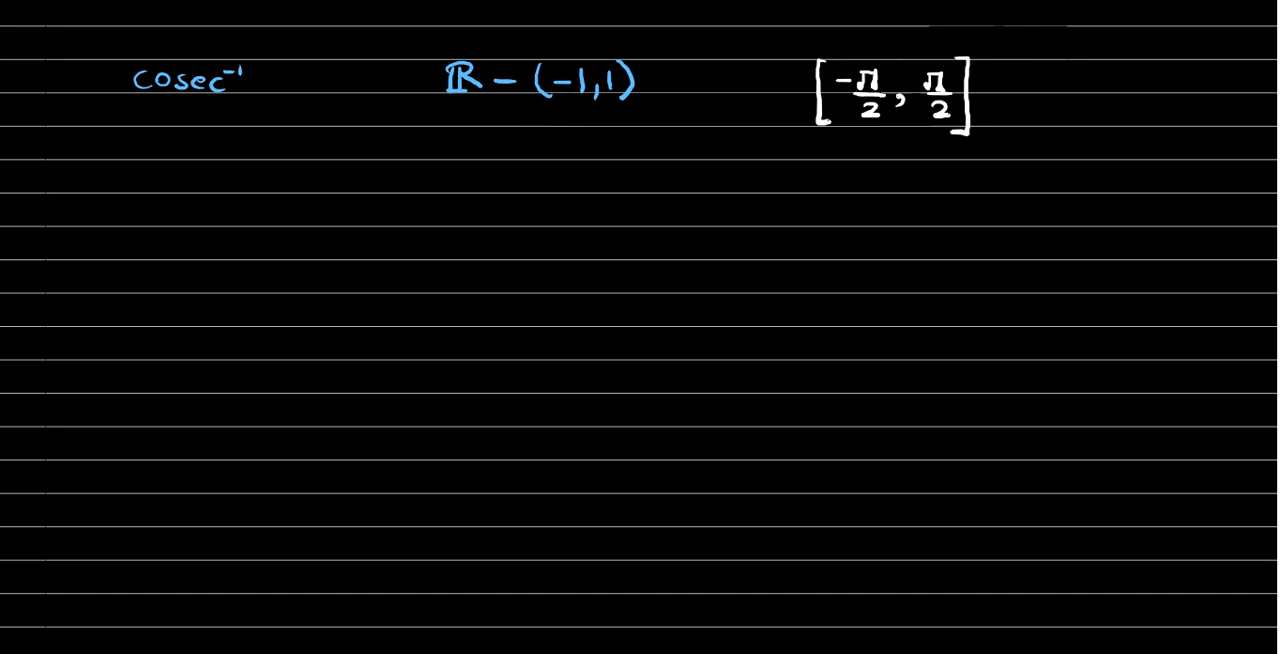 cosec⁻¹ ℝ - (-1,1) [-π/2, π/2]